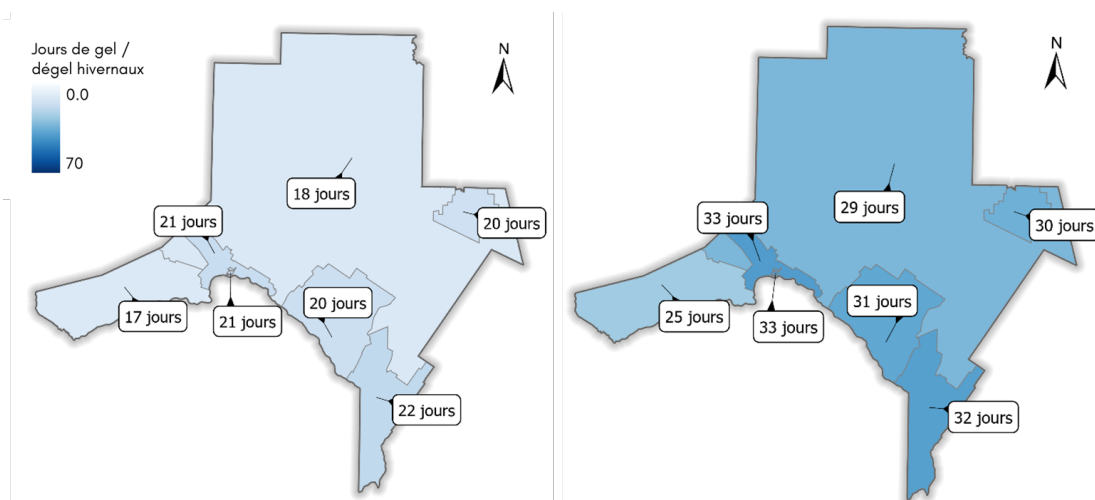 Jours de gel /
dégel hivernaux
0.0
70
N
18 jours
21 jours
20 jours
17 jours
21 jours
20 jours
22 jours
N
29 jours
33 jours
30 jours
25 jours
33 jours
31 jours
32 jours